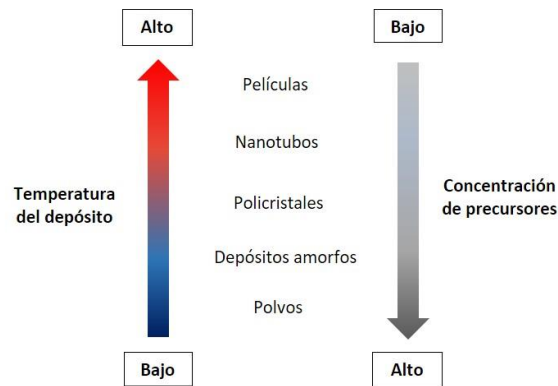 Alto
Bajo
Películas
Nanotubos
Temperatura
del depósito
Policristales
Concentración
de precursores
Depósitos amorfos
Polvos
Bajo
Alto